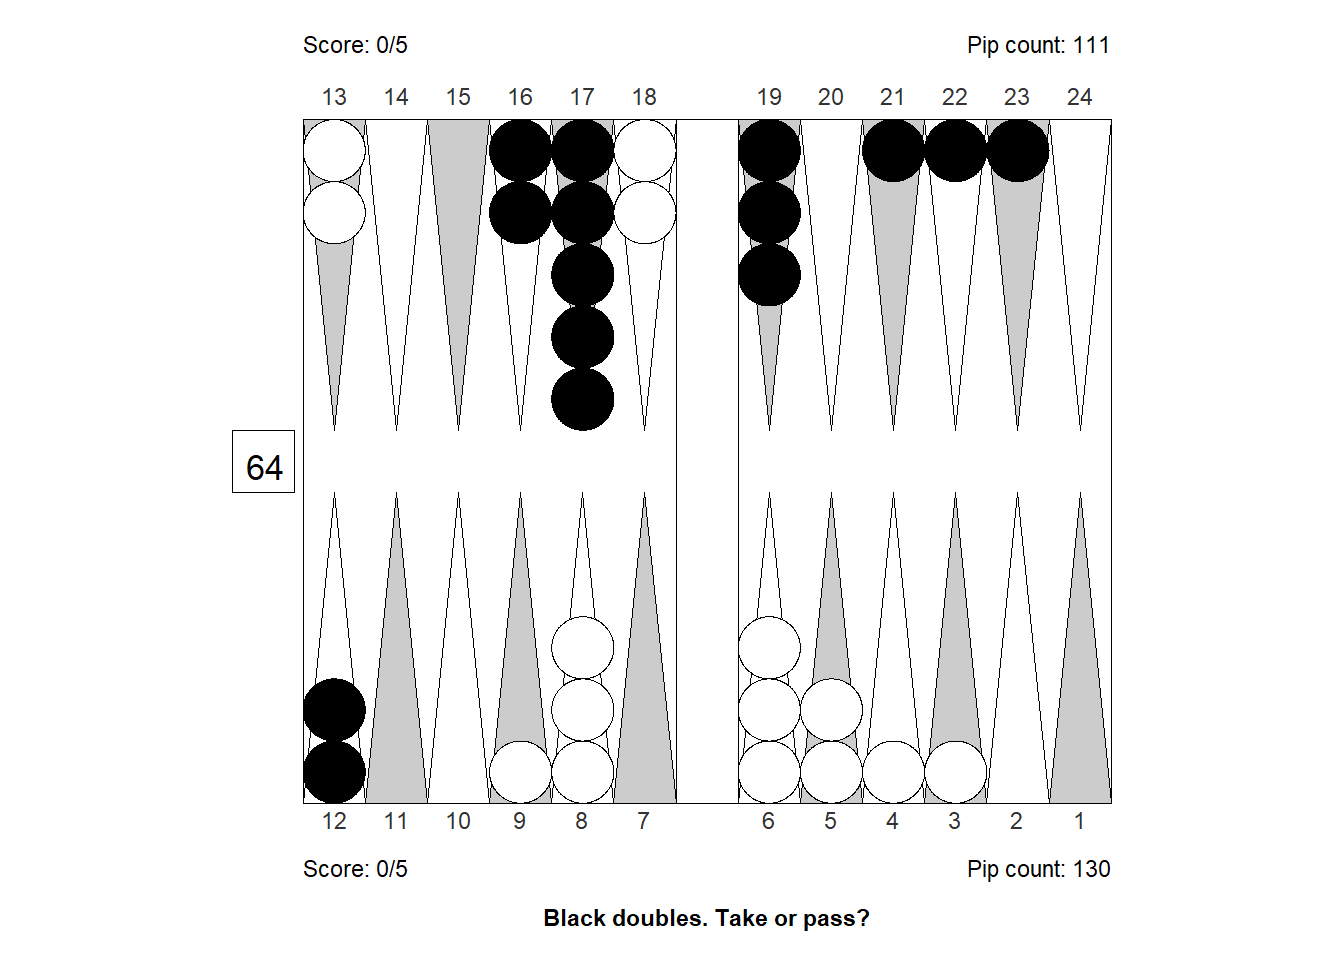 Score: 0/5 Pip count: 111
13 14 15 16 17 18 19 20 21 22 23 24
64
12 11 10 9 8 7 6 5 4 3 2 1
Score: 0/5 Pip count: 130
Black doubles. Take or pass?